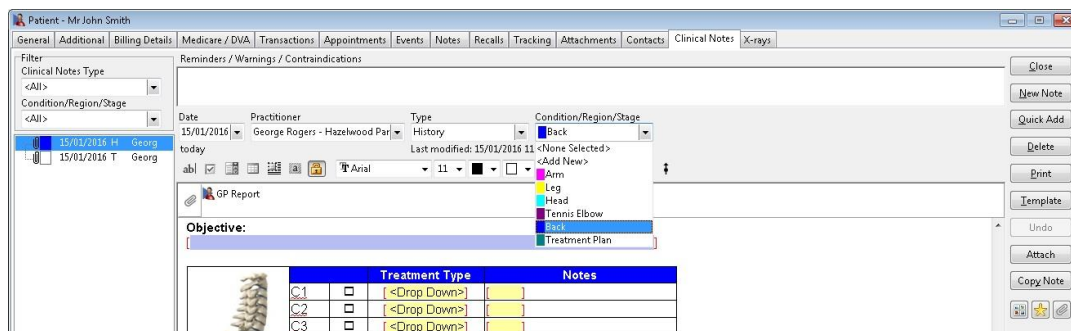 Patient - Mr John Smith
General Additional Billing Details Medicare / DVA Transactions Appointments Events Notes Recalls Tracking Attachments Contacts Clinical Notes X-rays
Filter
Clinical Notes Type
<All>
Condition/Region/Stage
<All>
15/01/2016 H Georg
15/01/2016 T Georg
Reminders / Warnings / Contraindications
Date Practitioner Type Condition/Region/Stage
15/01/2016 George Rogers - Hazelwood Par History Back
today Last modified: 15/01/2016 11
<None Selected>
<Add New>
Arm
Leg
Head
Tennis Elbow
Back
Treatment Plan
abl a T Arial 11
GP Report
Objective:
[ ]
Treatment Type Notes
C1 [ <Drop Down>] [ ]
C2 [ <Drop Down>] [ ]
C3 [ <Drop Down>] [ ]
Close
New Note
Quick Add
Delete
Print
Template
Undo
Attach
Copy Note